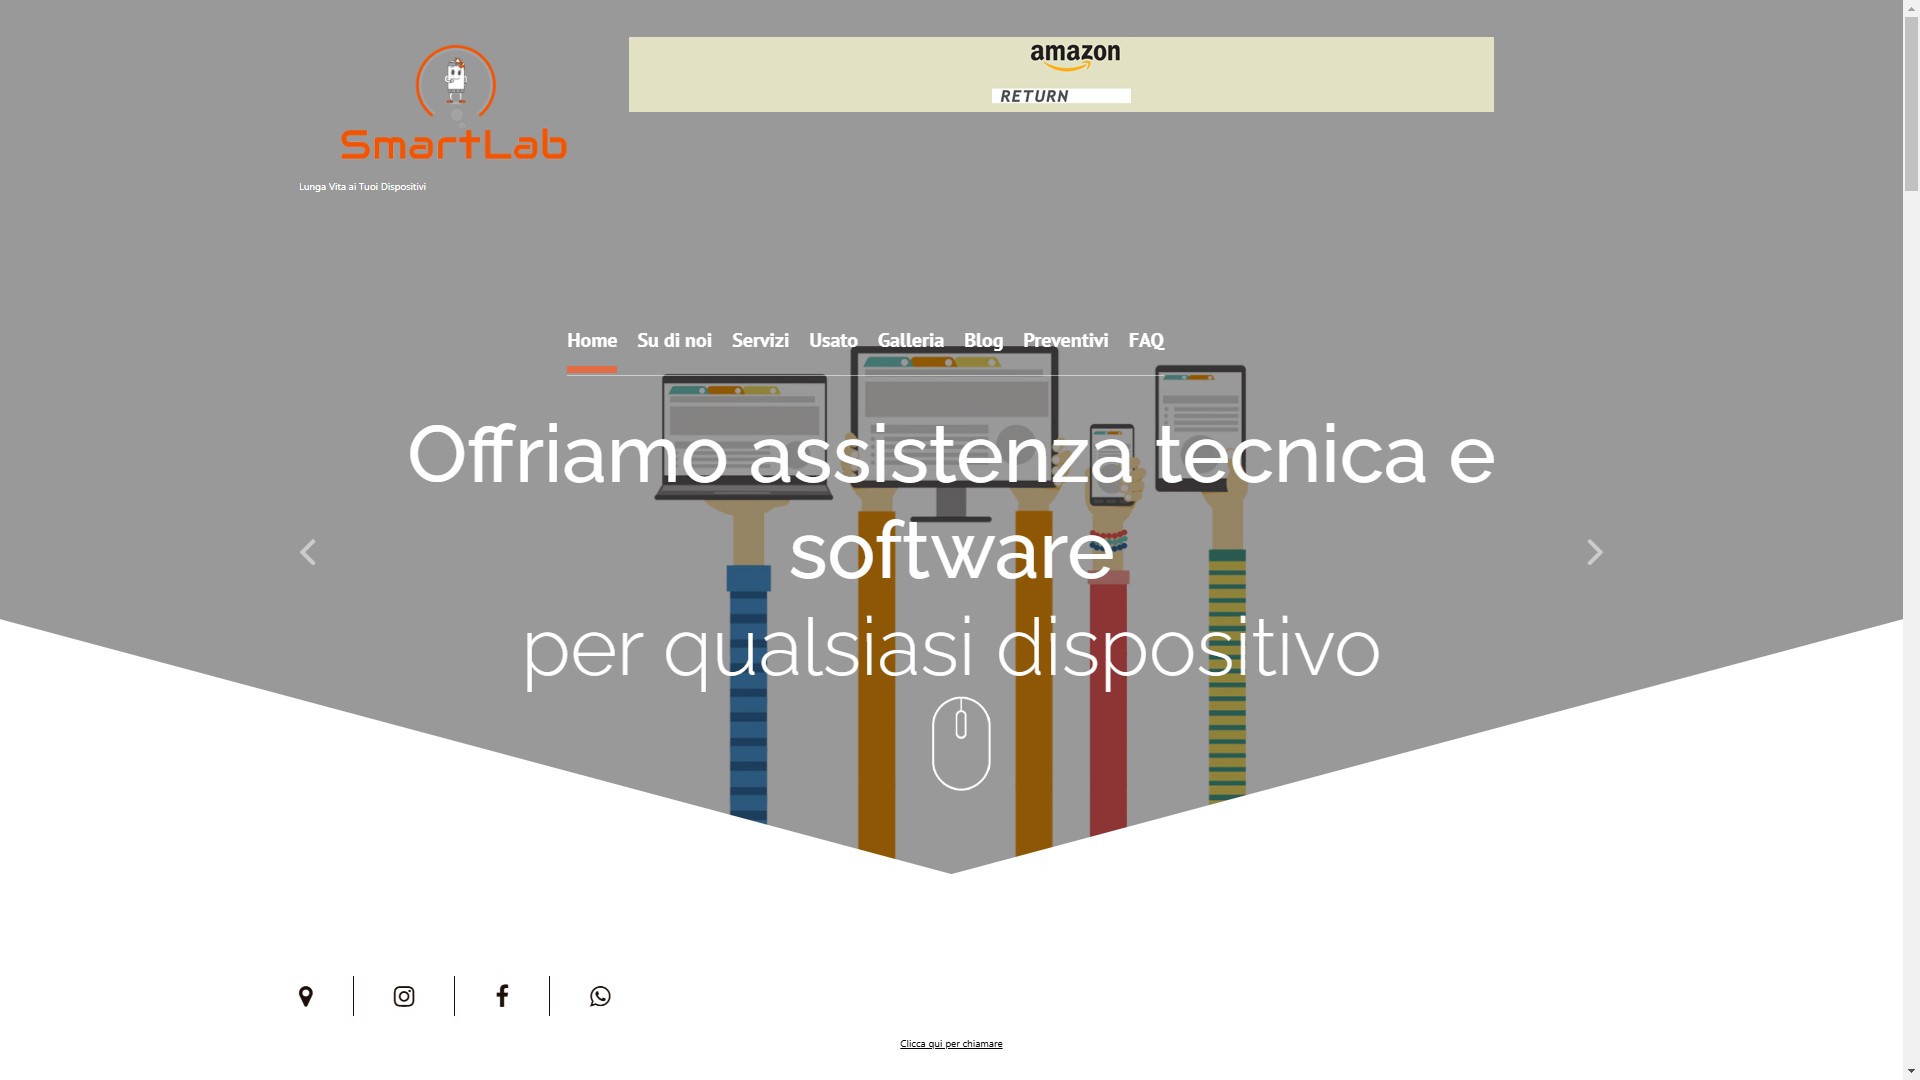 SmartLab
amazon
RETURN
Lunga Vita ai Tuoi Dispositivi
Home Su di noi Servizi Usato Galleria Blog Preventivi FAQ
Offriamo assistenza tecnica e
software
per qualsiasi dispositivo
Clicca qui per chiamare